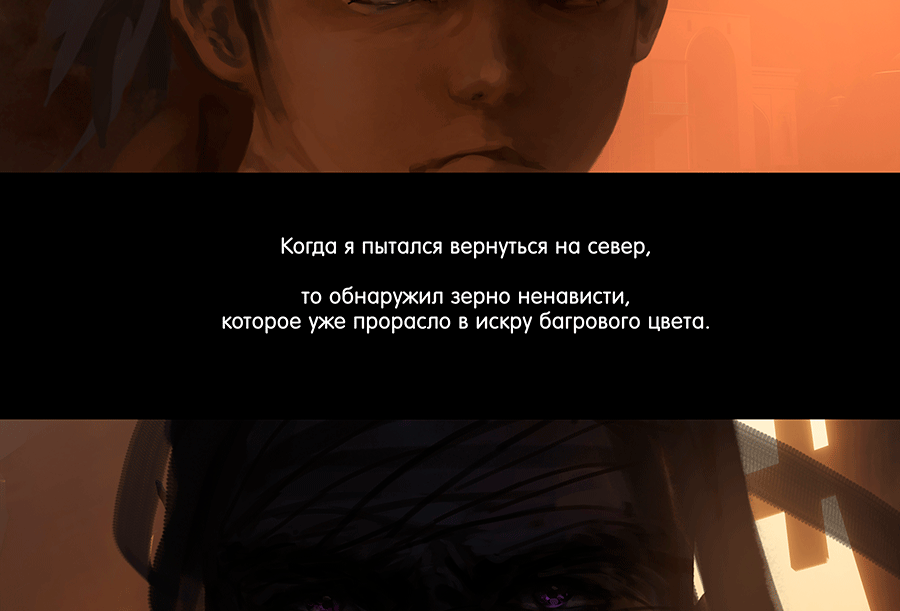 Когда я пытался вернуться на север,
то обнаружил зерно ненависти,
которое уже проросло в искру багрового цвета.